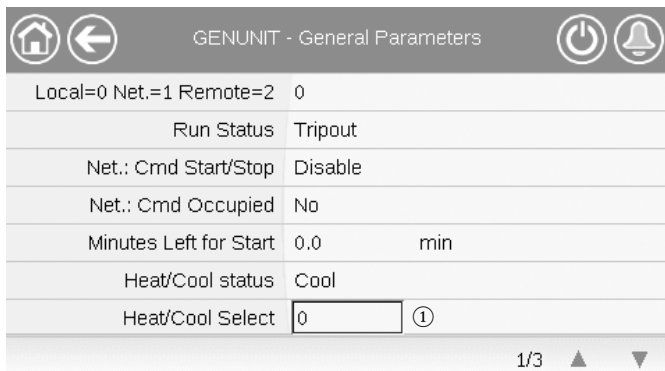 GENUNIT - General Parameters
Local=0 Net.=1 Remote=2 0
Run Status Tripout
Net.: Cmd Start/Stop Disable
Net.: Cmd Occupied No
Minutes Left for Start 0.0 min
Heat/Cool status Cool
Heat/Cool Select 0 ①
1/3